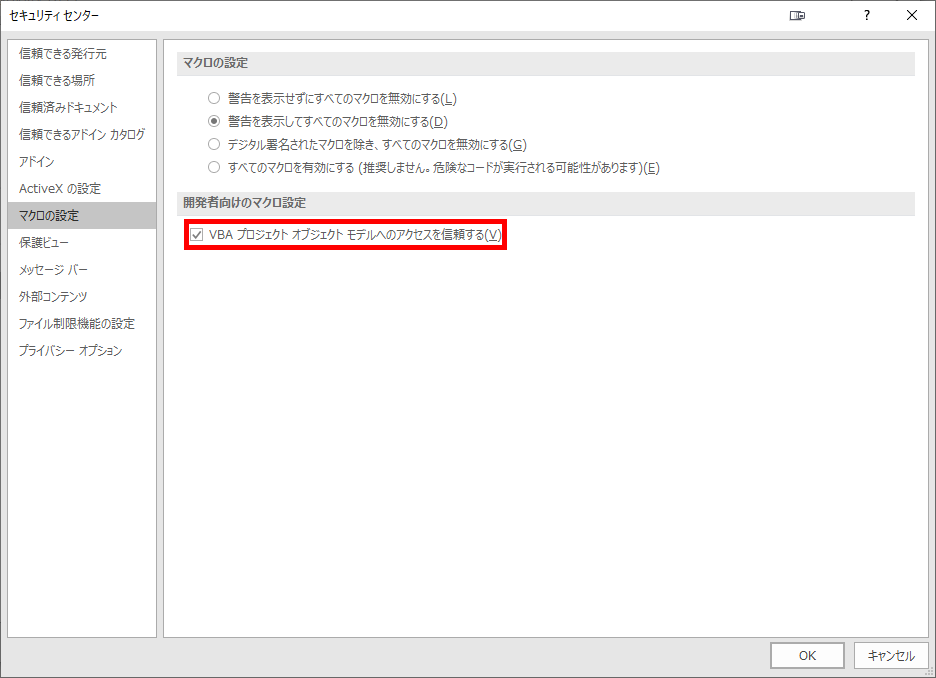 セキュリティ センター
?
信頼できる発行元
信頼できる場所
信頼済みドキュメント
信頼できるアドイン カタログ
アドイン
ActiveX の設定
マクロの設定
保護ビュー
メッセージ バー
外部コンテンツ
ファイル制限機能の設定
プライバシー オプション
マクロの設定
警告を表示せずにすべてのマクロを無効にする(L)
警告を表示してすべてのマクロを無効にする(D)
デジタル署名されたマクロを除き、すべてのマクロを無効にする(G)
すべてのマクロを有効にする (推奨しません。危険なコードが実行される可能性があります)(E)
開発者向けのマクロ設定
VBA プロジェクト オブジェクト モデルへのアクセスを信頼する(V)
OK
キャンセル